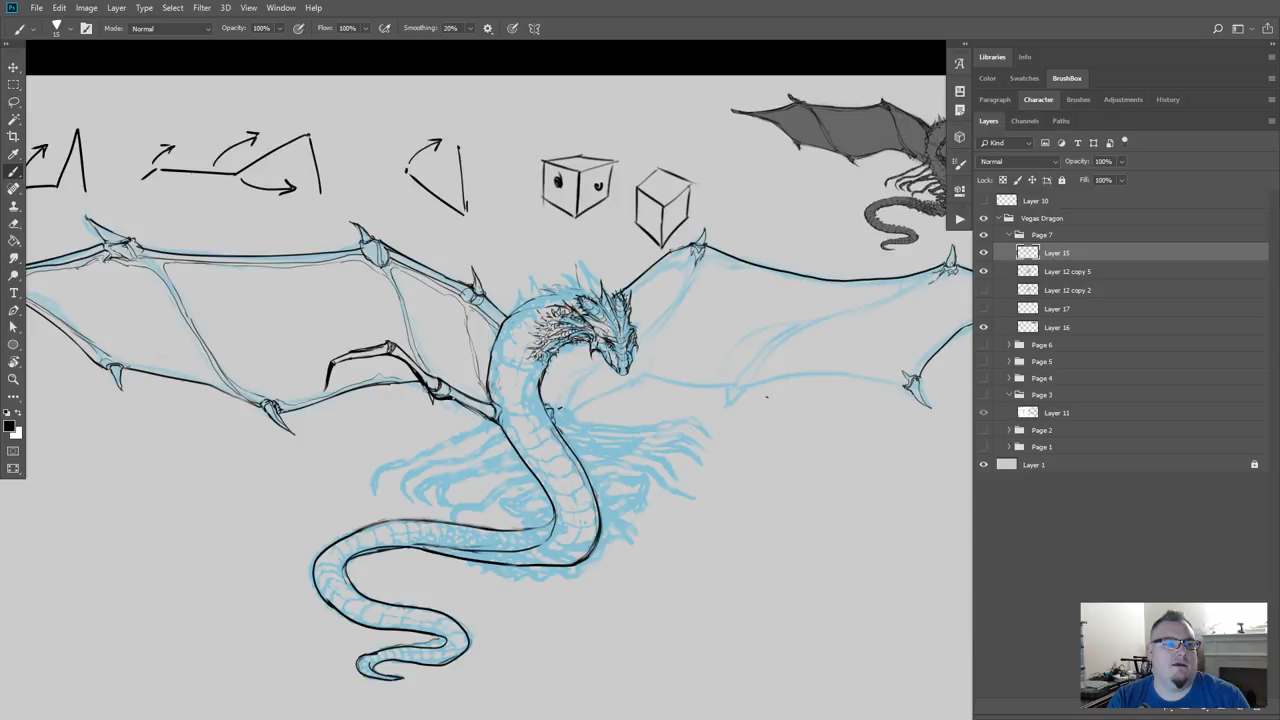 Ps File Edit Image Layer Type Select Filter 3D View Window Help
15 Mode: Normal Opacity: 100% Flow: 100% Smoothing: 20%
Libraries Info
Color Swatches BrushBox
Paragraph Character Brushes Adjustments History
Layers Channels Paths
Kind
Normal Opacity: 100%
Lock: Fill: 100%
Layer 10
Vegas Dragon
Page 7
Layer 15
Layer 12 copy 5
Layer 12 copy 2
Layer 17
Layer 16
Page 6
Page 5
Page 4
Page 3
Layer 11
Page 2
Page 1
Layer 1